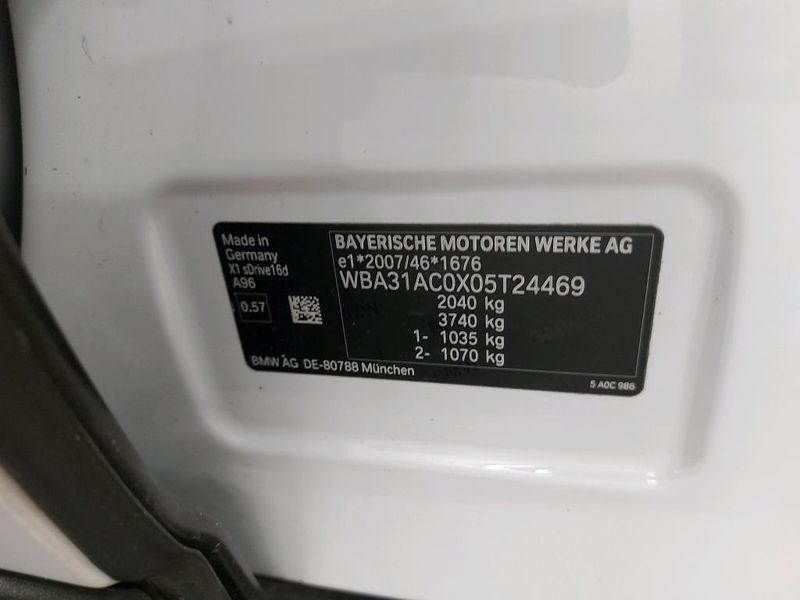 Made in
Germany
X1 sDrive16d
A96
0.57
BAYERISCHE MOTOREN WERKE AG
e1*2007/46*1676
WBA31AC0X05T24469
2040 kg
3740 kg
1- 1035 kg
2- 1070 kg
BMW AG DE-80788 München
5 A0C 986